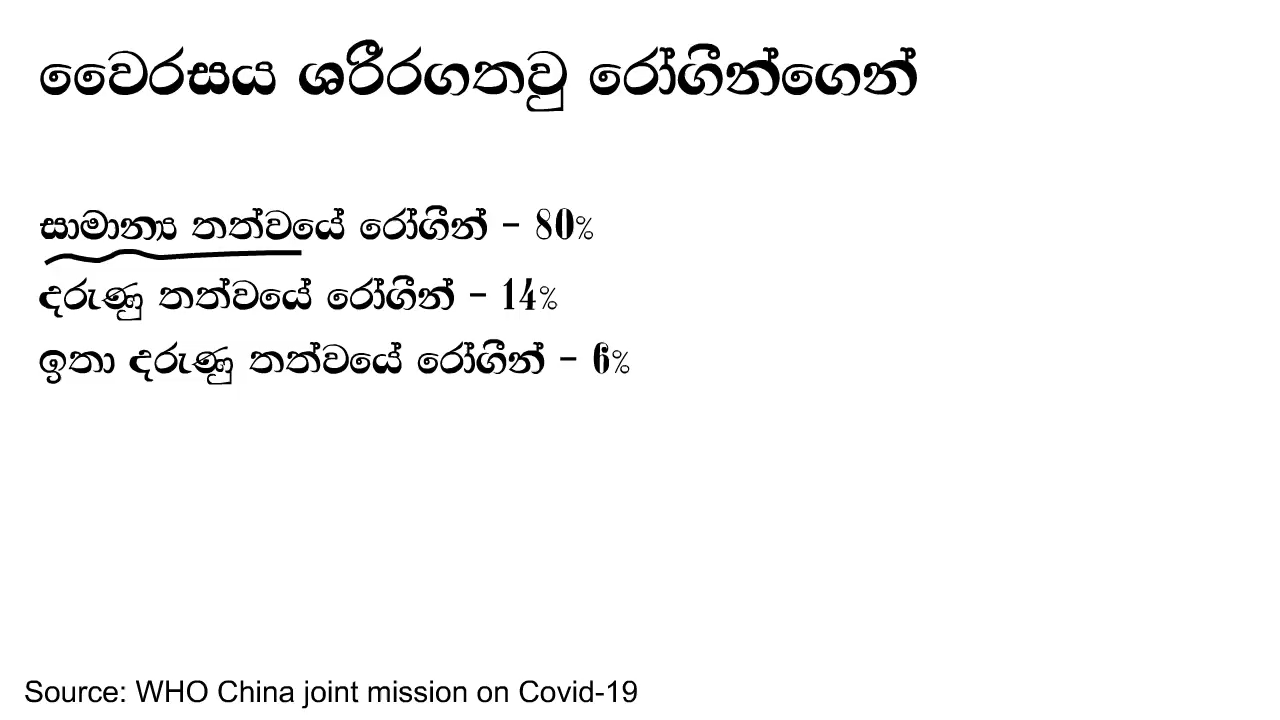 වෛරසය ශරීරගතවු රෝගීන්ගෙන්
සාමාන්‍ය තත්වයේ රෝගීන් - 80%
දරුණු තත්වයේ රෝගීන් - 14%
ඉතා දරුණු තත්වයේ රෝගීන් - 6%
Source: WHO China joint mission on Covid-19